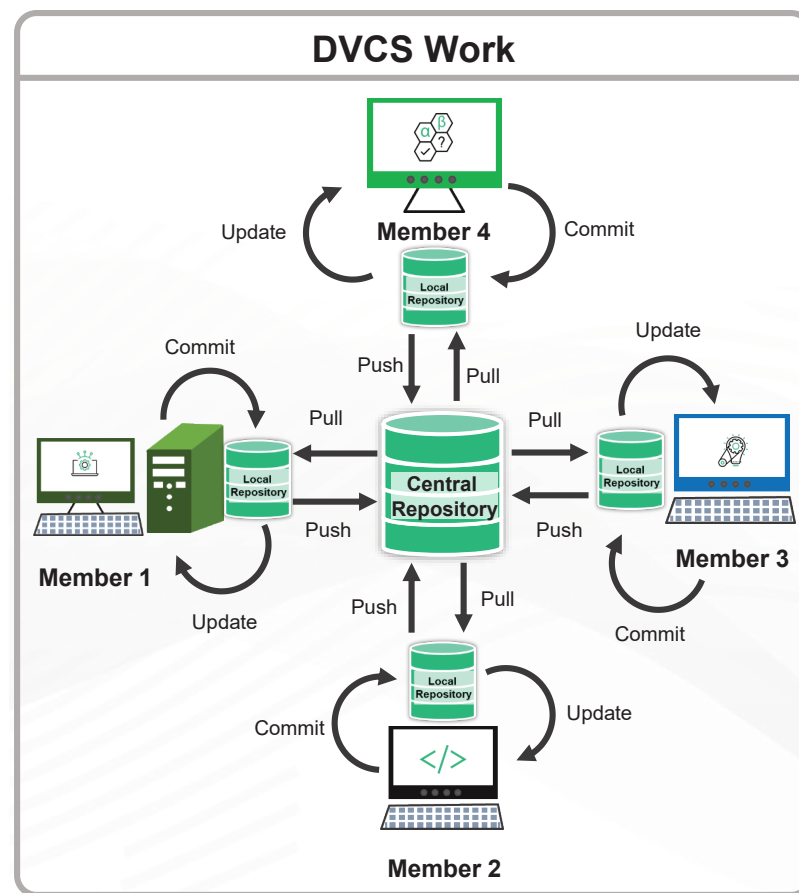 DVCS Work
α
β
?
Update
Member 4
Commit
Local
Repository
Push
Pull
Commit
Update
Pull
Pull
Local
Repository
Central
Repository
Local
Repository
Push
Push
Member 1
Member 3
Update
Push
Pull
Commit
Local
Repository
Commit
Update
</>
Member 2